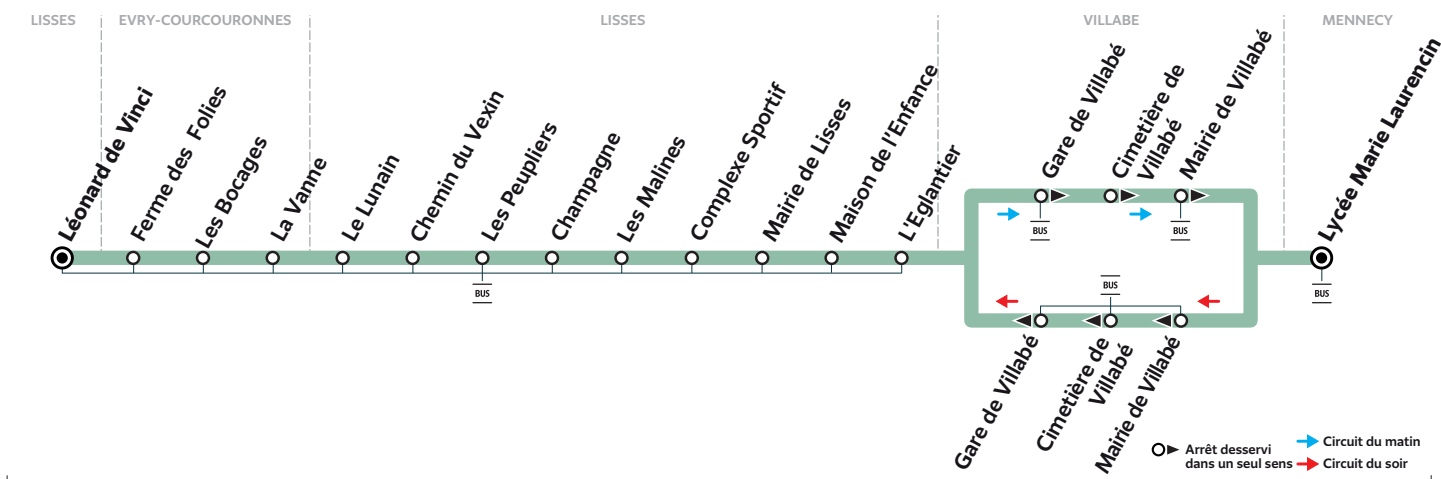 LISSES
EVRY-COURCOURONNES
LISSES
VILLABE
MENNECY
Léonard de Vinci
Ferme des Folies
Les Bocages
La Vanne
Le Lunain
Chemin du Vexin
Les Peupliers
Champagne
Les Malines
Complexe Sportif
Mairie de Lisses
Maison de l'Enfance
L'Eglantier
Gare de Villabé
Cimetière de
Villabé
Mairie de Villabé
Lycée Marie Laurencin
BUS
BUS
BUS
BUS
BUS
Gare de Villabé
Cimetière de
Villabé
Mairie de Villabé
Arrêt desservi
dans un seul sens
Circuit du matin
Circuit du soir